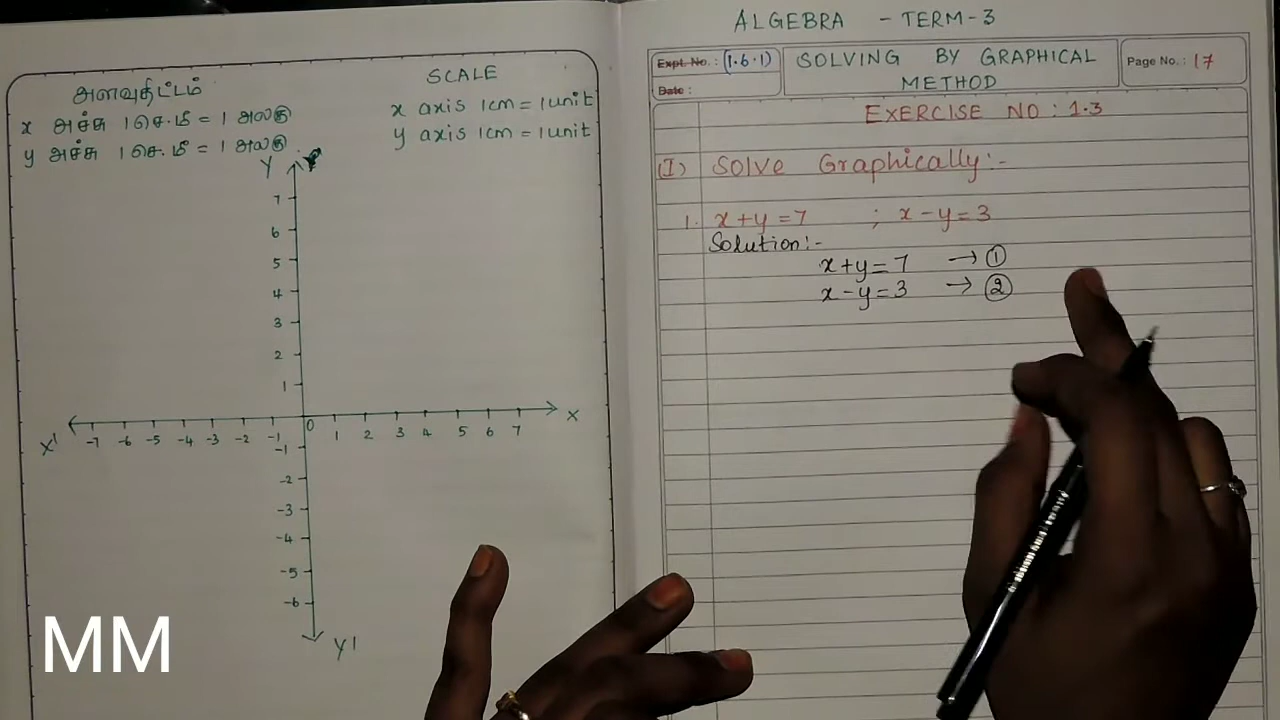 அளவுதிட்டம்
x அச்சு 1 செ.மீ = 1 அலகு
y அச்சு 1 செ.மீ = 1 அலகு
SCALE
x axis 1cm = 1unit
y axis 1cm = 1unit
Y
7
6
5
4
3
2
1
X' -7 -6 -5 -4 -3 -2 -1 0 1 2 3 4 5 6 7 X
-1
-2
-3
-4
-5
-6
Y'
MM
ALGEBRA - TERM-3
Expt. No. : (1.6.1)
Date :
SOLVING BY GRAPHICAL
METHOD
Page No. : 17
EXERCISE NO : 1.3
(I) Solve Graphically:-
1. x+y=7 ; x-y=3
Solution:-
x+y=7 → ①
x-y=3 → ②